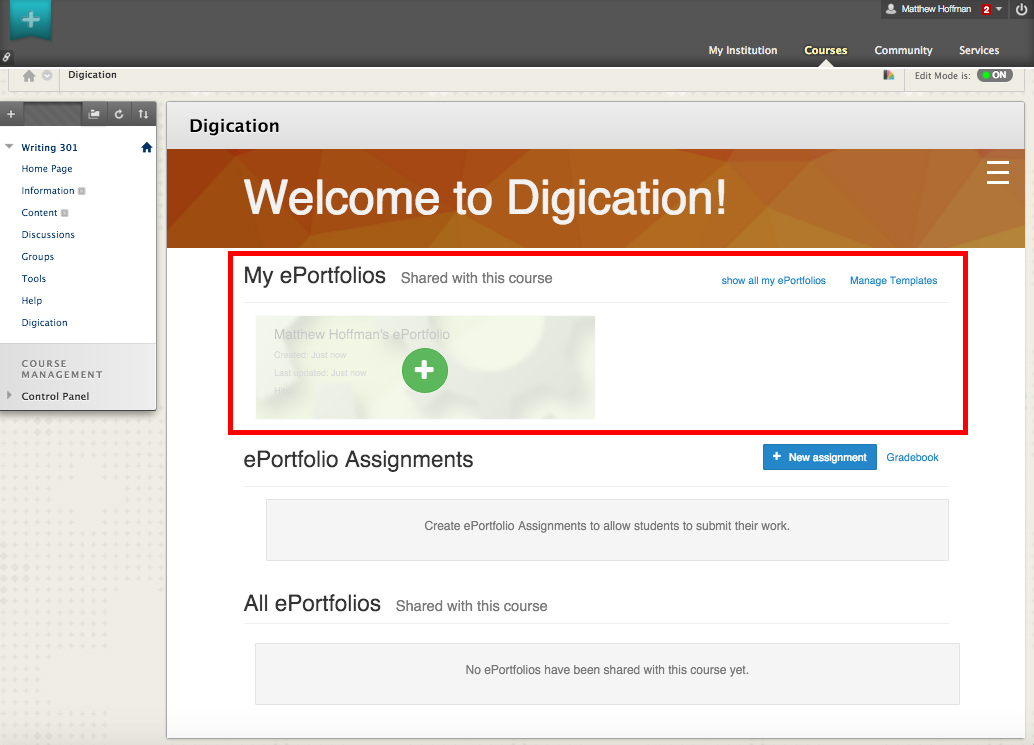 Matthew Hoffman 2
My Institution Courses Community Services
Digication
Edit Mode is: ON
Writing 301
Home Page
Information
Content
Discussions
Groups
Tools
Help
Digication
COURSE
MANAGEMENT
Control Panel
Digication
Welcome to Digication!
My ePortfolios Shared with this course show all my ePortfolios Manage Templates
Matthew Hoffman's ePortfolio
Created: Just now
Last updated: Just now
ePortfolio Assignments + New assignment Gradebook
Create ePortfolio Assignments to allow students to submit their work.
All ePortfolios Shared with this course
No ePortfolios have been shared with this course yet.